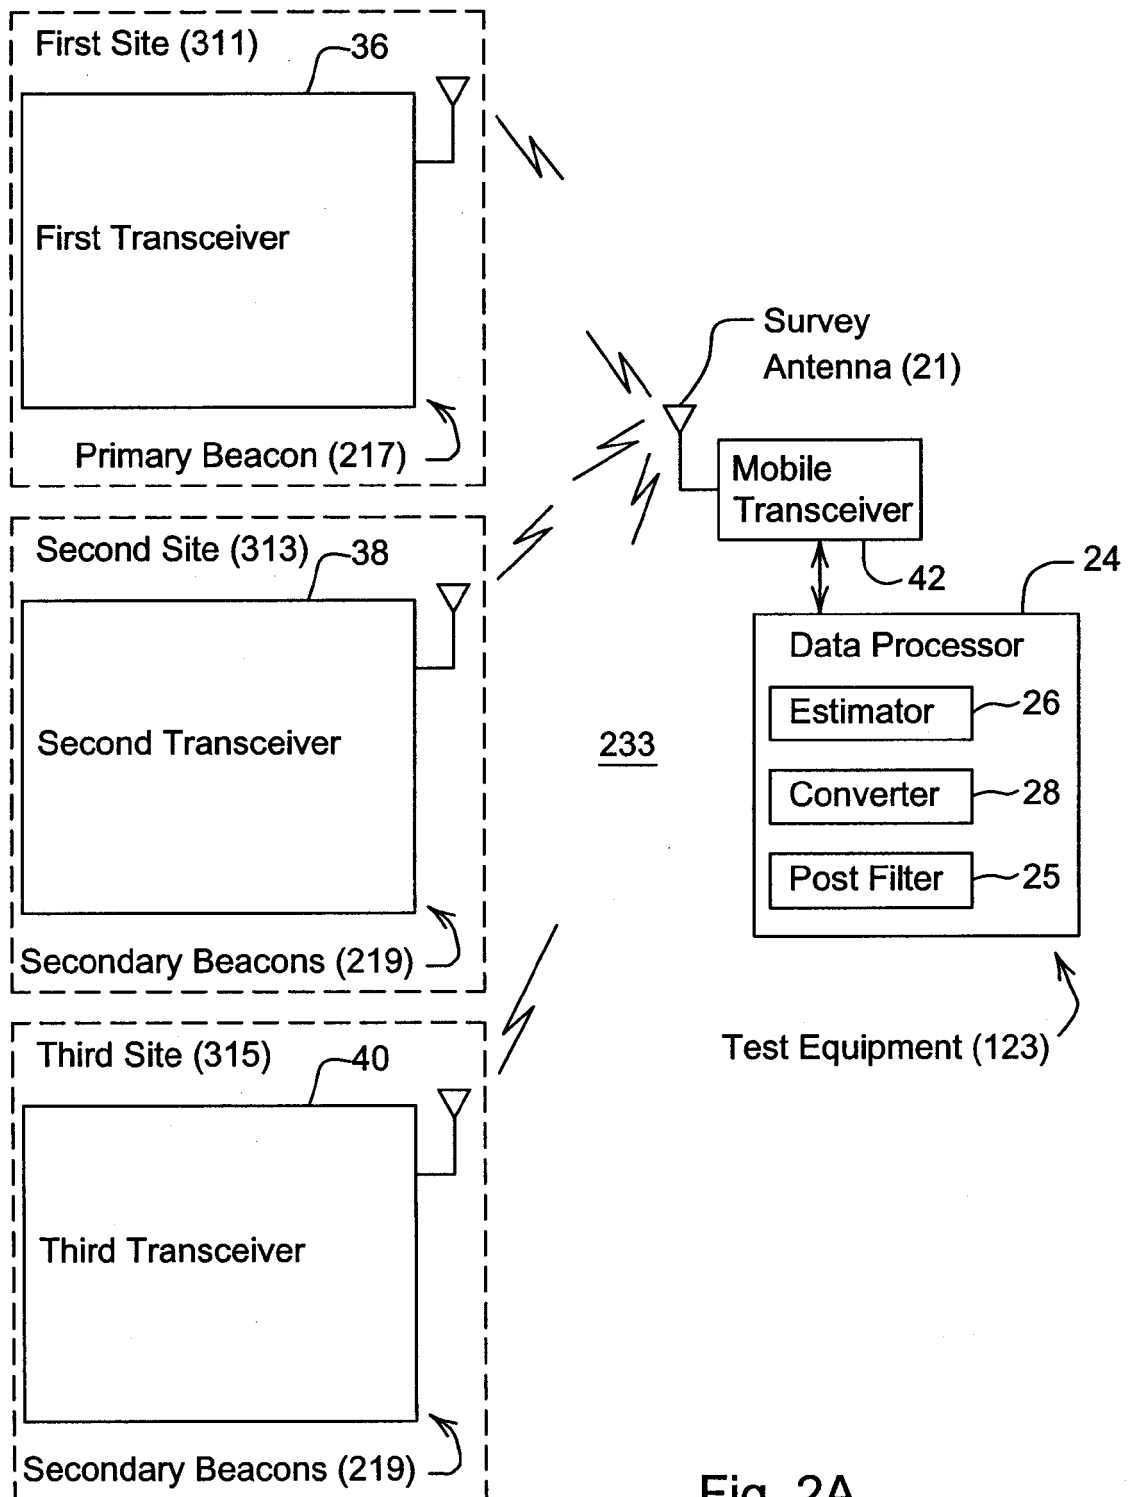 First Site (311)
36
First Transceiver
Primary Beacon (217)
Second Site (313)
38
Second Transceiver
Secondary Beacons (219)
Third Site (315)
40
Third Transceiver
Secondary Beacons (219)
Survey
Antenna (21)
Mobile
Transceiver
42
24
Data Processor
Estimator
26
Converter
28
Post Filter
25
233
Test Equipment (123)
Fig. 2A